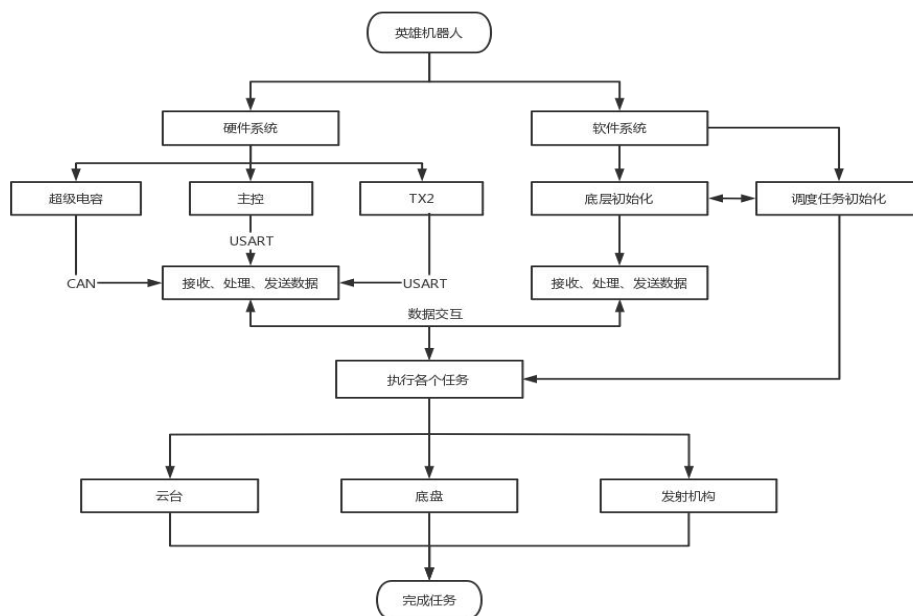 英雄机器人
硬件系统
软件系统
超级电容
主控
TX2
底层初始化
调度任务初始化
USART
CAN
接收、处理、发送数据
USART
接收、处理、发送数据
数据交互
执行各个任务
云台
底盘
发射机构
完成任务